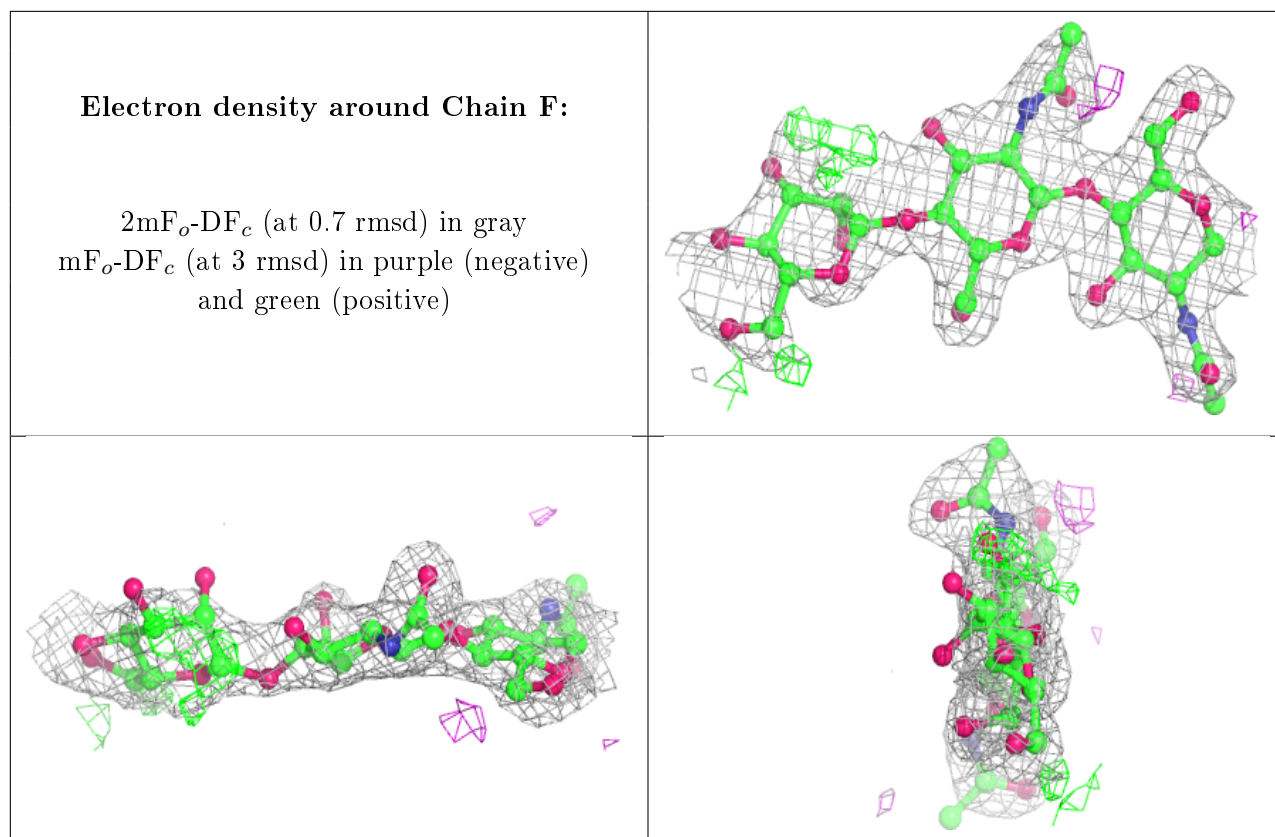 Electron density around Chain F:
2mFₒ-DF𝒸 (at 0.7 rmsd) in gray
mFₒ-DF𝒸 (at 3 rmsd) in purple (negative)
and green (positive)